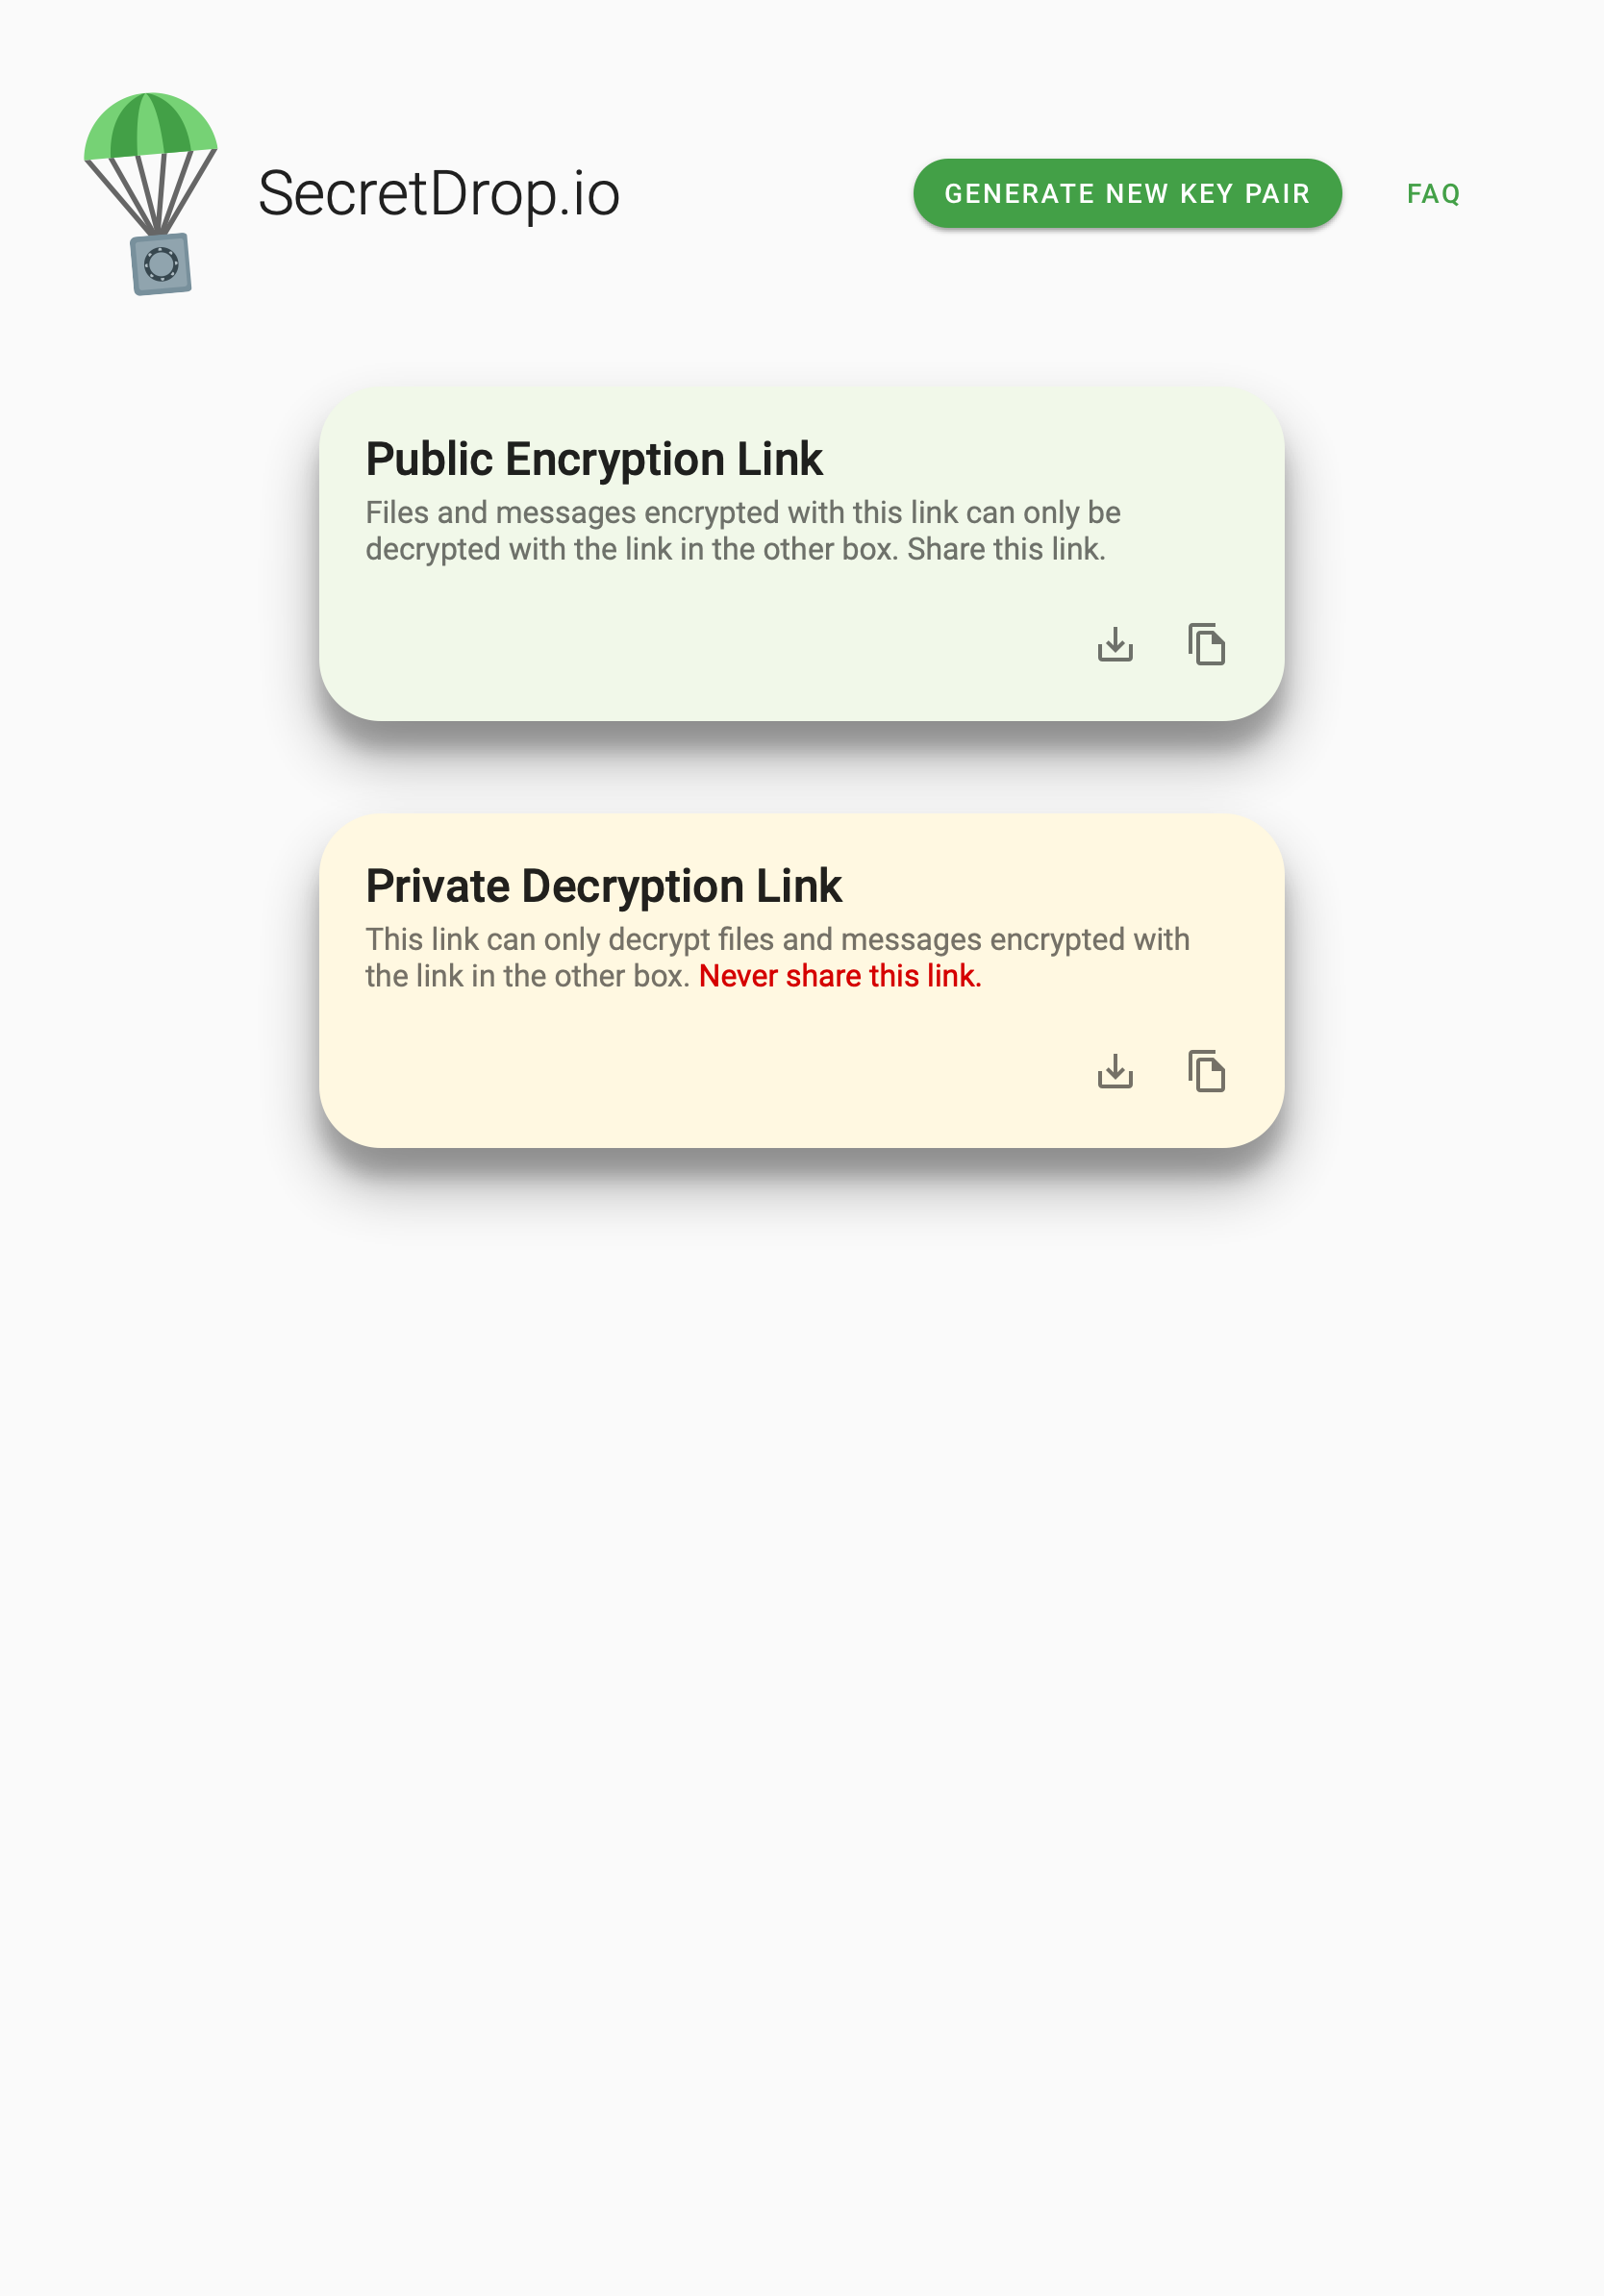 SecretDrop.io
GENERATE NEW KEY PAIR
FAQ
Public Encryption Link
Files and messages encrypted with this link can only be
decrypted with the link in the other box. Share this link.
Private Decryption Link
This link can only decrypt files and messages encrypted with
the link in the other box. Never share this link.